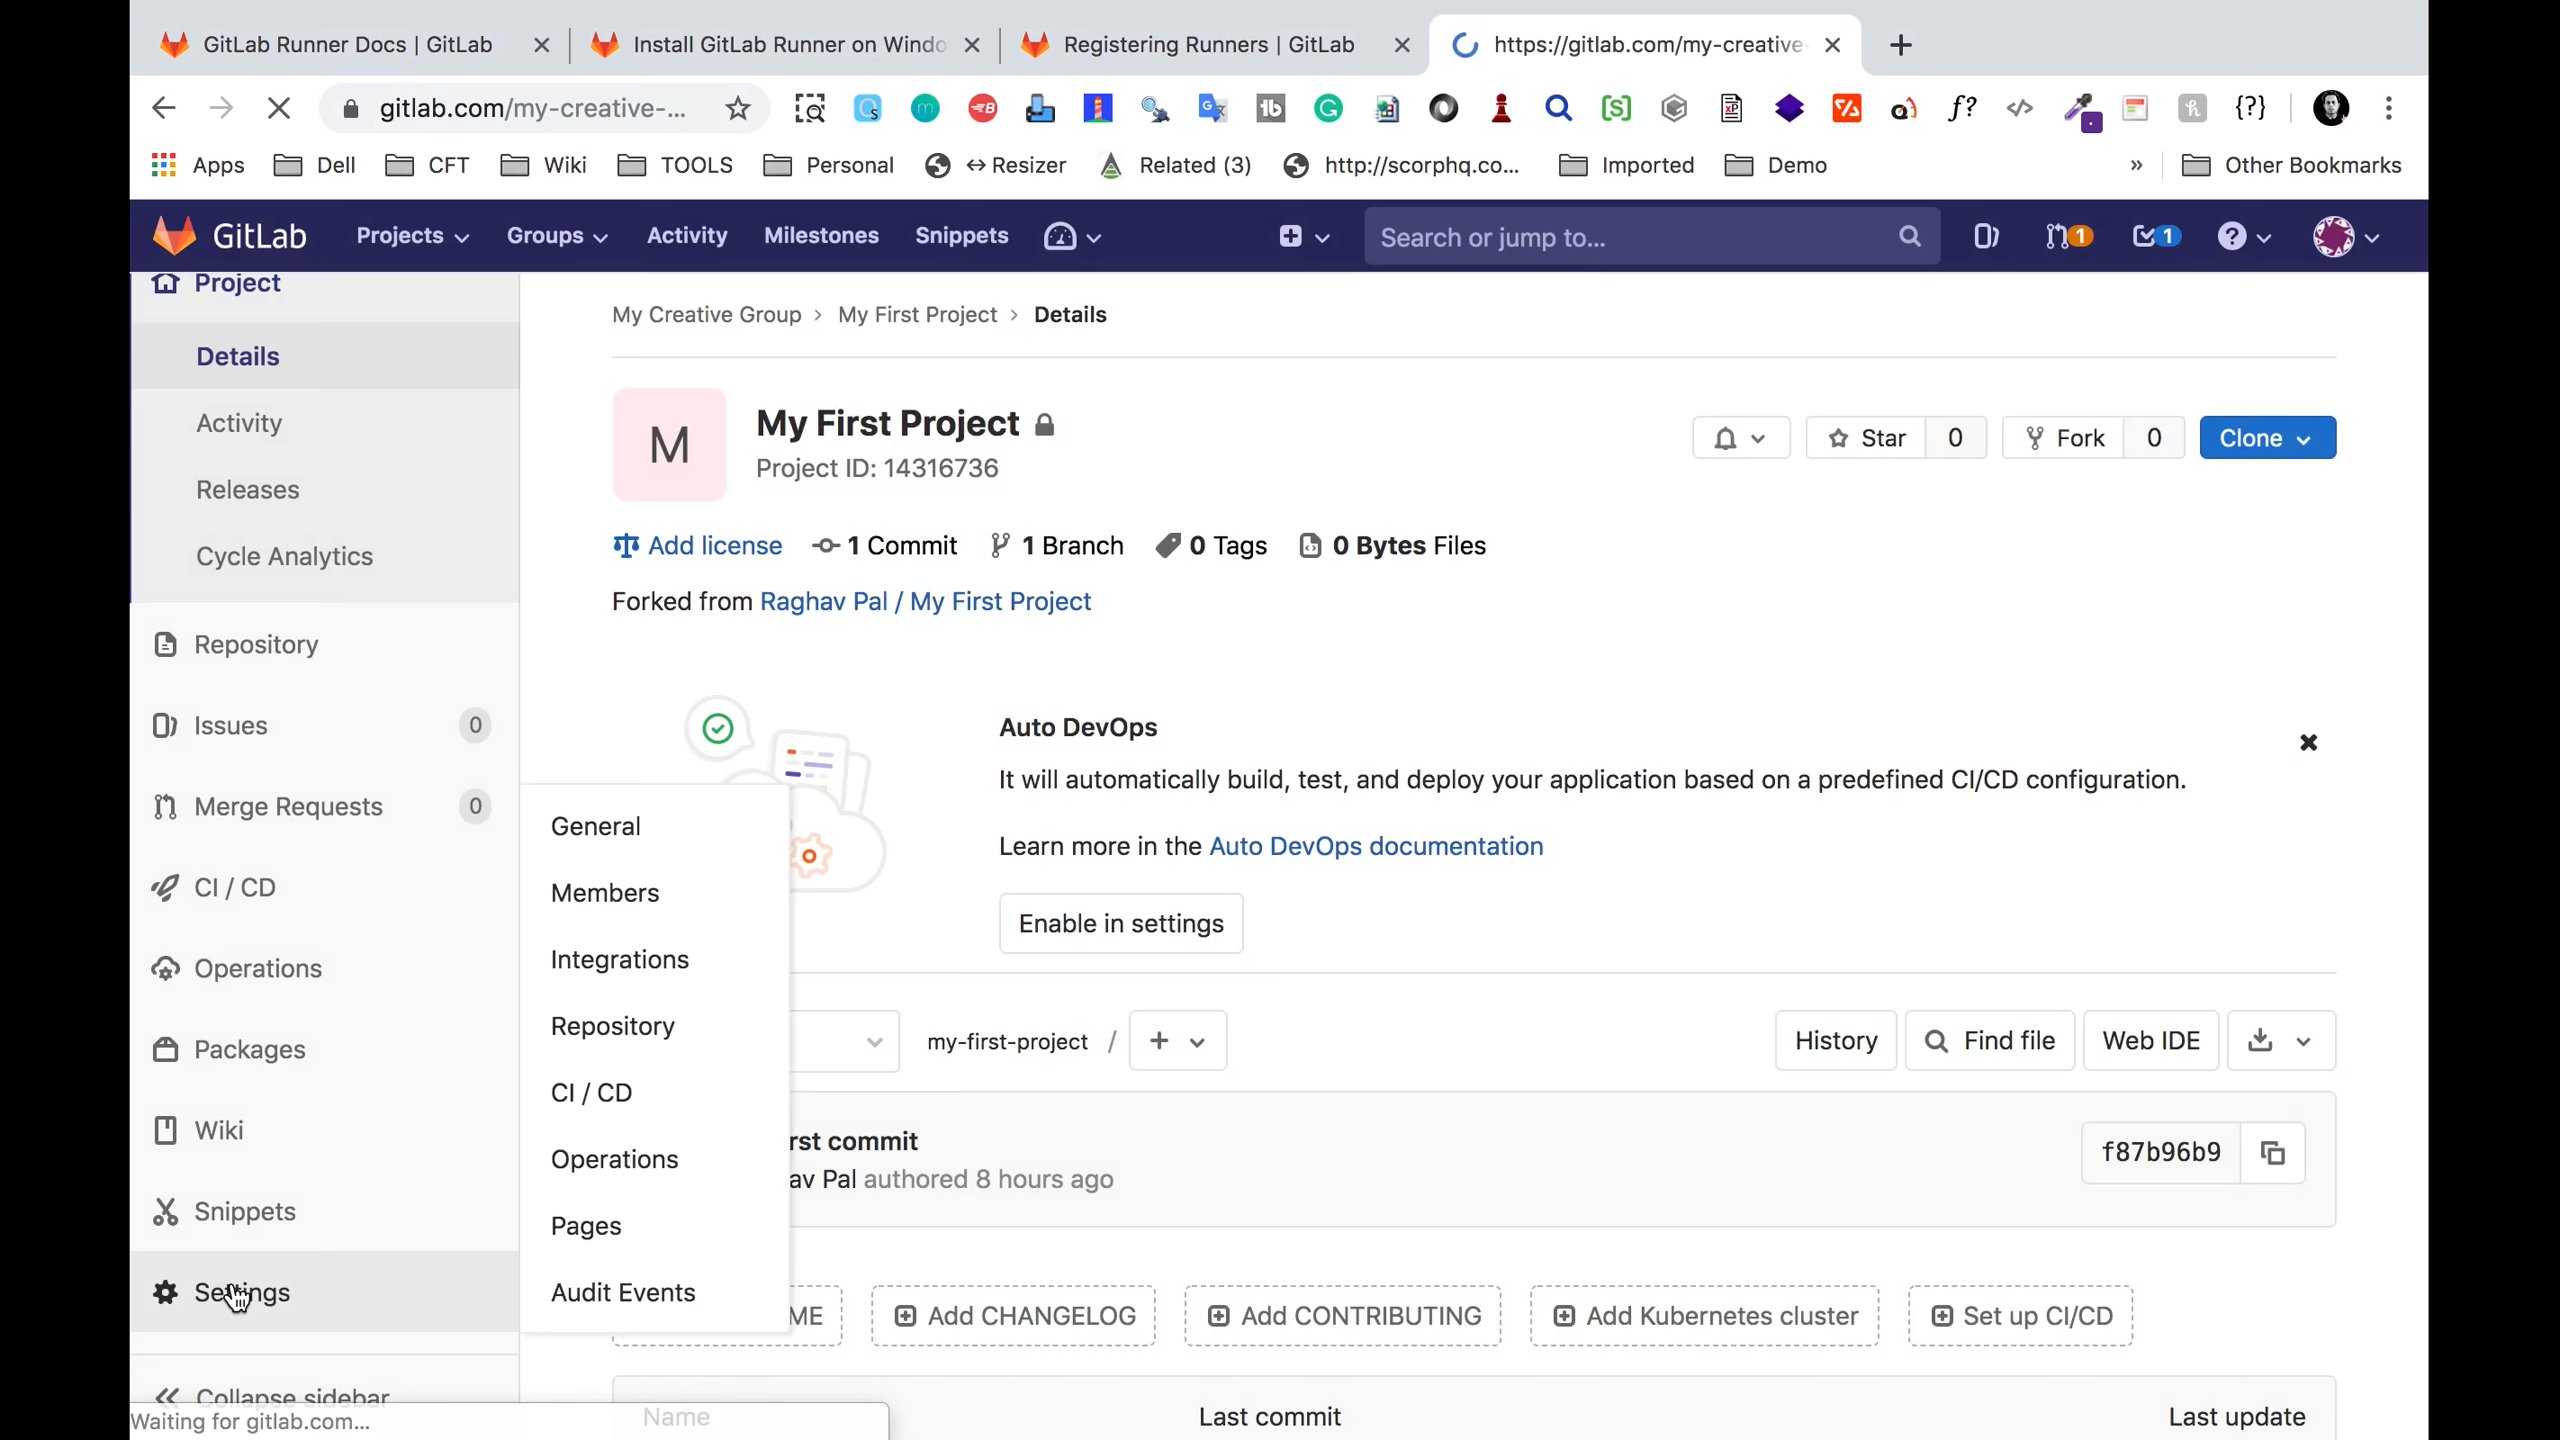 GitLab Runner Docs | GitLab
Install GitLab Runner on Windo
Registering Runners | GitLab
https://gitlab.com/my-creative-
gitlab.com/my-creative-...
Apps
Dell
CFT
Wiki
TOOLS
Personal
↔ Resizer
Related (3)
http://scorphq.co...
Imported
Demo
»
Other Bookmarks
GitLab
Projects
Groups
Activity
Milestones
Snippets
Search or jump to...
1
1
Project
Details
Activity
Releases
Cycle Analytics
Repository
Issues 0
Merge Requests 0
CI / CD
Operations
Packages
Wiki
Snippets
Settings
Collapse sidebar
Waiting for gitlab.com...
General
Members
Integrations
Repository
CI / CD
Operations
Pages
Audit Events
My Creative Group › My First Project › Details
M
My First Project
Project ID: 14316736
Star 0
Fork 0
Clone
Add license
1 Commit
1 Branch
0 Tags
0 Bytes Files
Forked from Raghav Pal / My First Project
Auto DevOps
It will automatically build, test, and deploy your application based on a predefined CI/CD configuration.
Learn more in the Auto DevOps documentation
Enable in settings
my-first-project /
History
Find file
Web IDE
rst commit
av Pal authored 8 hours ago
f87b96b9
ME
Add CHANGELOG
Add CONTRIBUTING
Add Kubernetes cluster
Set up CI/CD
Name
Last commit
Last update